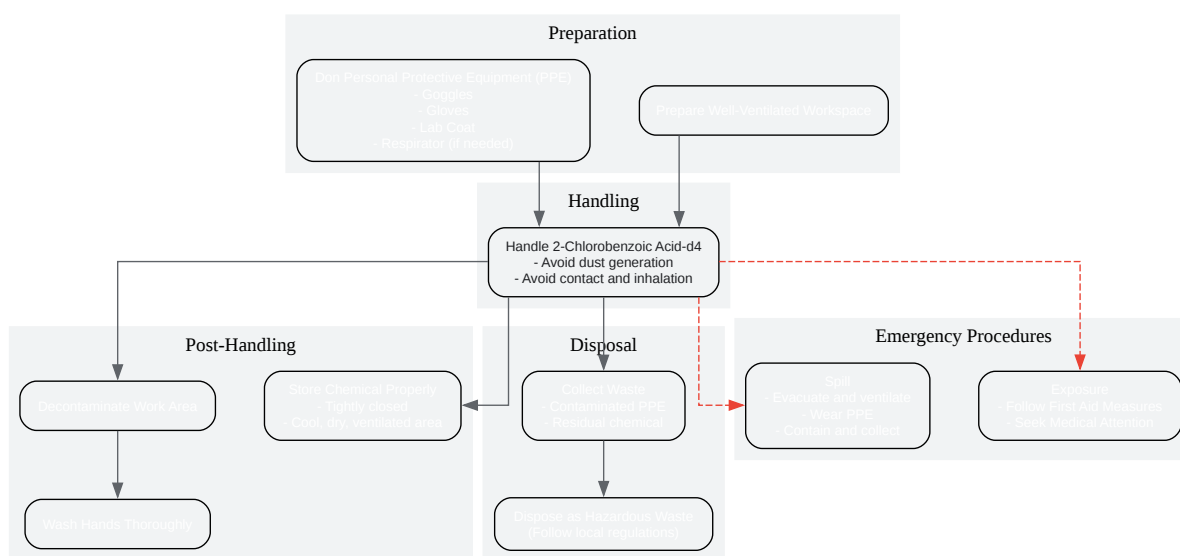 Preparation
Don Personal Protective Equipment (PPE)
- Goggles
- Gloves
- Lab Coat
- Respirator (if needed)
Prepare Well-Ventilated Workspace
Handling
Handle 2-Chlorobenzoic Acid-d4
- Avoid dust generation
- Avoid contact and inhalation
Post-Handling
Decontaminate Work Area
Wash Hands Thoroughly
Store Chemical Properly
- Tightly closed
- Cool, dry, ventilated area
Disposal
Collect Waste
- Contaminated PPE
- Residual chemical
Dispose as Hazardous Waste
(Follow local regulations)
Emergency Procedures
Spill
- Evacuate and ventilate
- Wear PPE
- Contain and collect
Exposure
- Follow First Aid Measures
- Seek Medical Attention